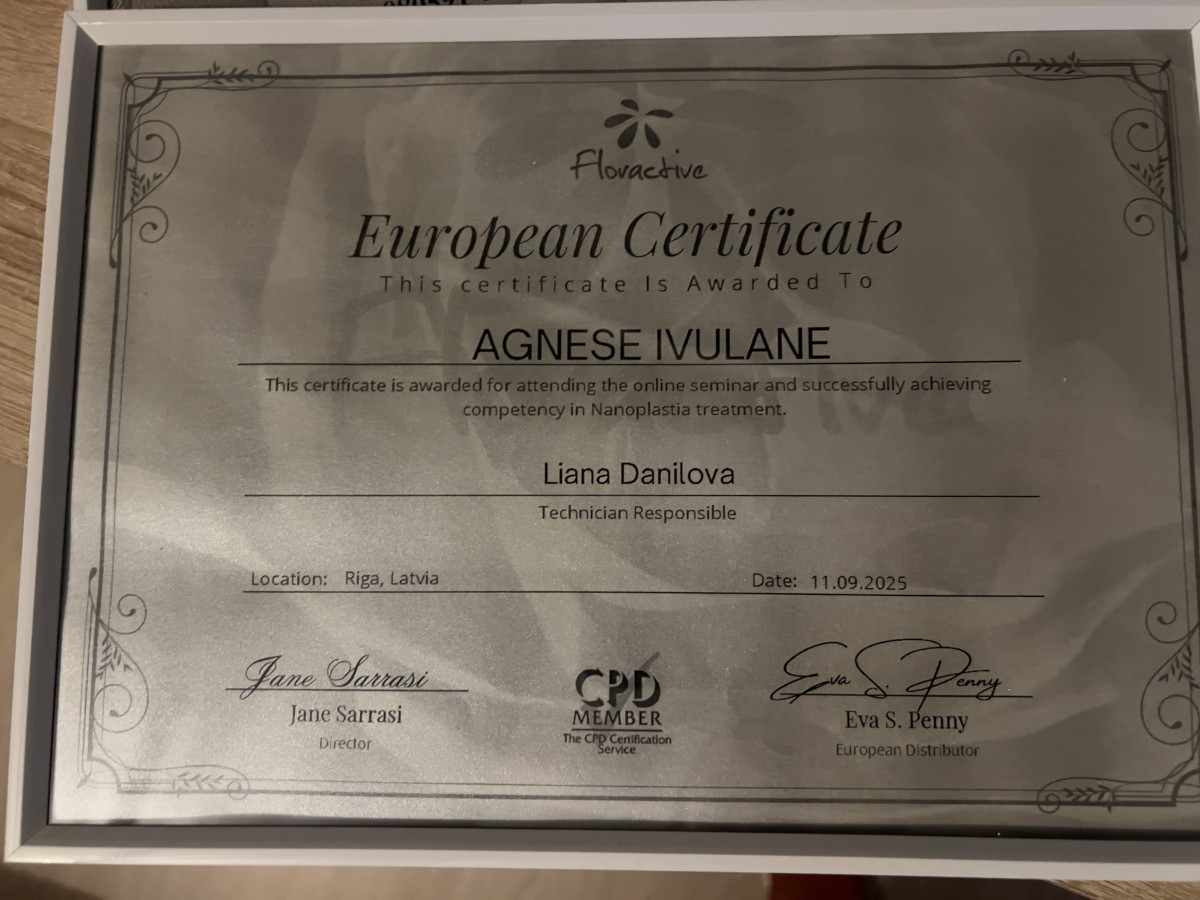 Floractive
European Certificate
This certificate Is Awarded To
AGNESE IVULANE
This certificate is awarded for attending the online seminar and successfully achieving
competency in Nanoplastia treatment.
Liana Danilova
Technician Responsible
Location: Riga, Latvia Date: 11.09.2025
Jane Sarrasi Eva S. Penny
Jane Sarrasi Eva S. Penny
Director European Distributor
CPD
MEMBER
The CPD Certification
Service